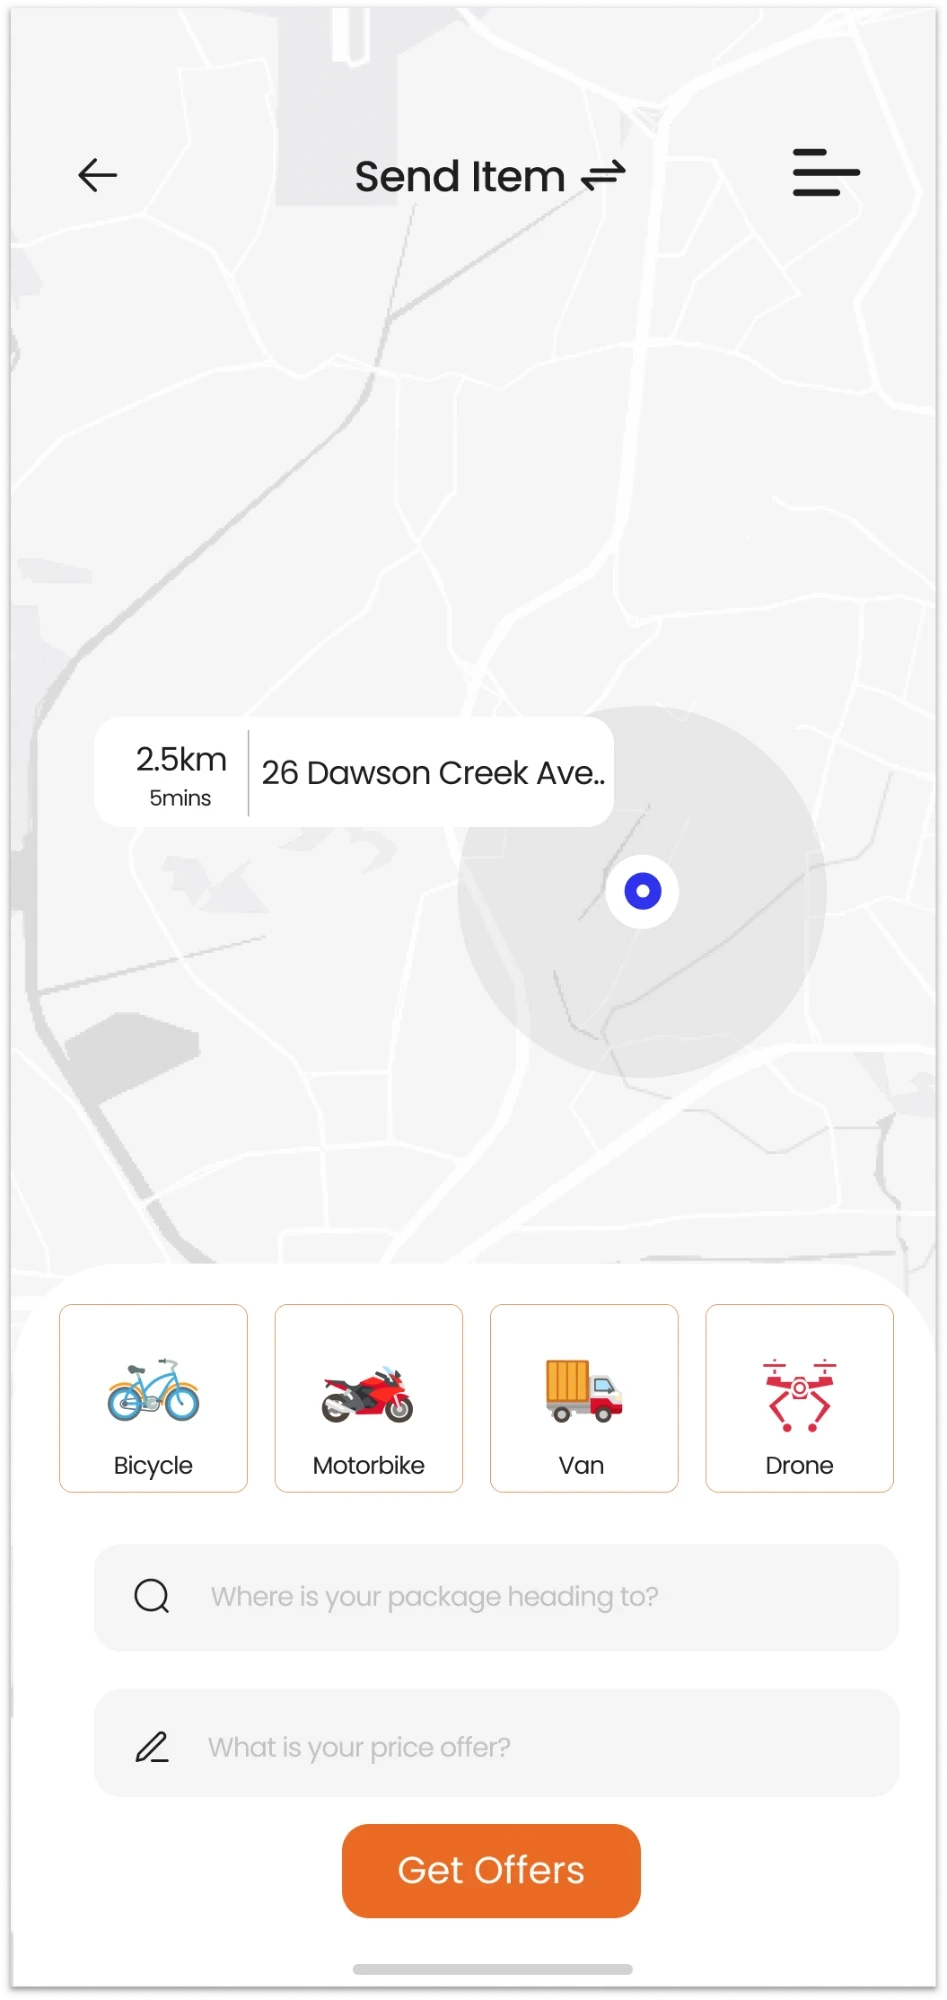 Send Item
2.5km
5mins
26 Dawson Creek Ave..
Bicycle
Motorbike
Van
Drone
Where is your package heading to?
What is your price offer?
Get Offers